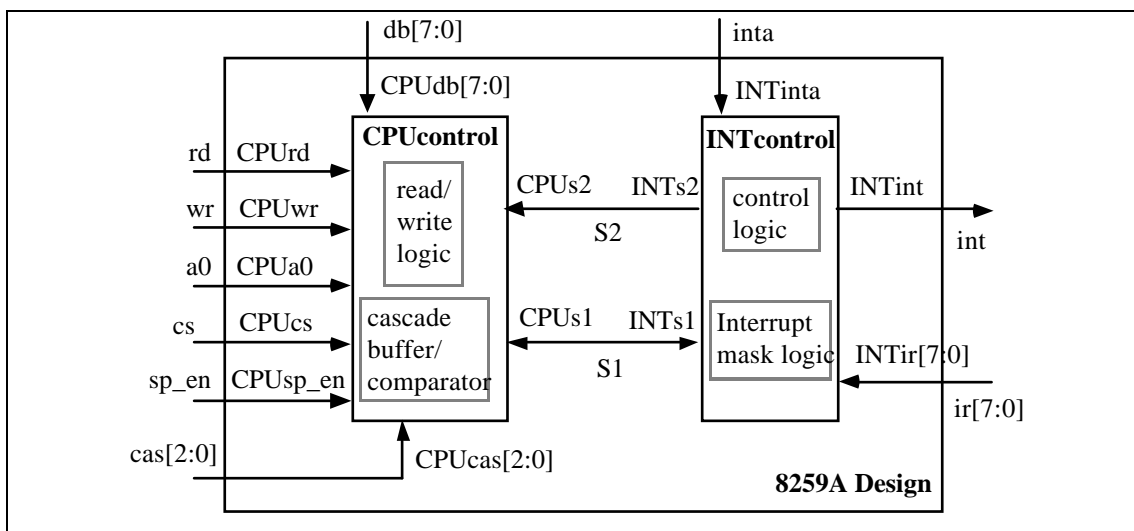 db[7:0]
inta
CPUdb[7:0]
INTinta
CPUcontrol
INTcontrol
rd
CPUrd
wr
CPUwr
a0
CPUa0
cs
CPUcs
sp_en
CPUsp_en
cas[2:0]
CPUcas[2:0]
read/
write
logic
cascade
buffer/
comparator
CPUs2
INTs2
S2
CPUs1
INTs1
S1
control
logic
Interrupt
mask logic
INTint
int
INTir[7:0]
ir[7:0]
8259A Design